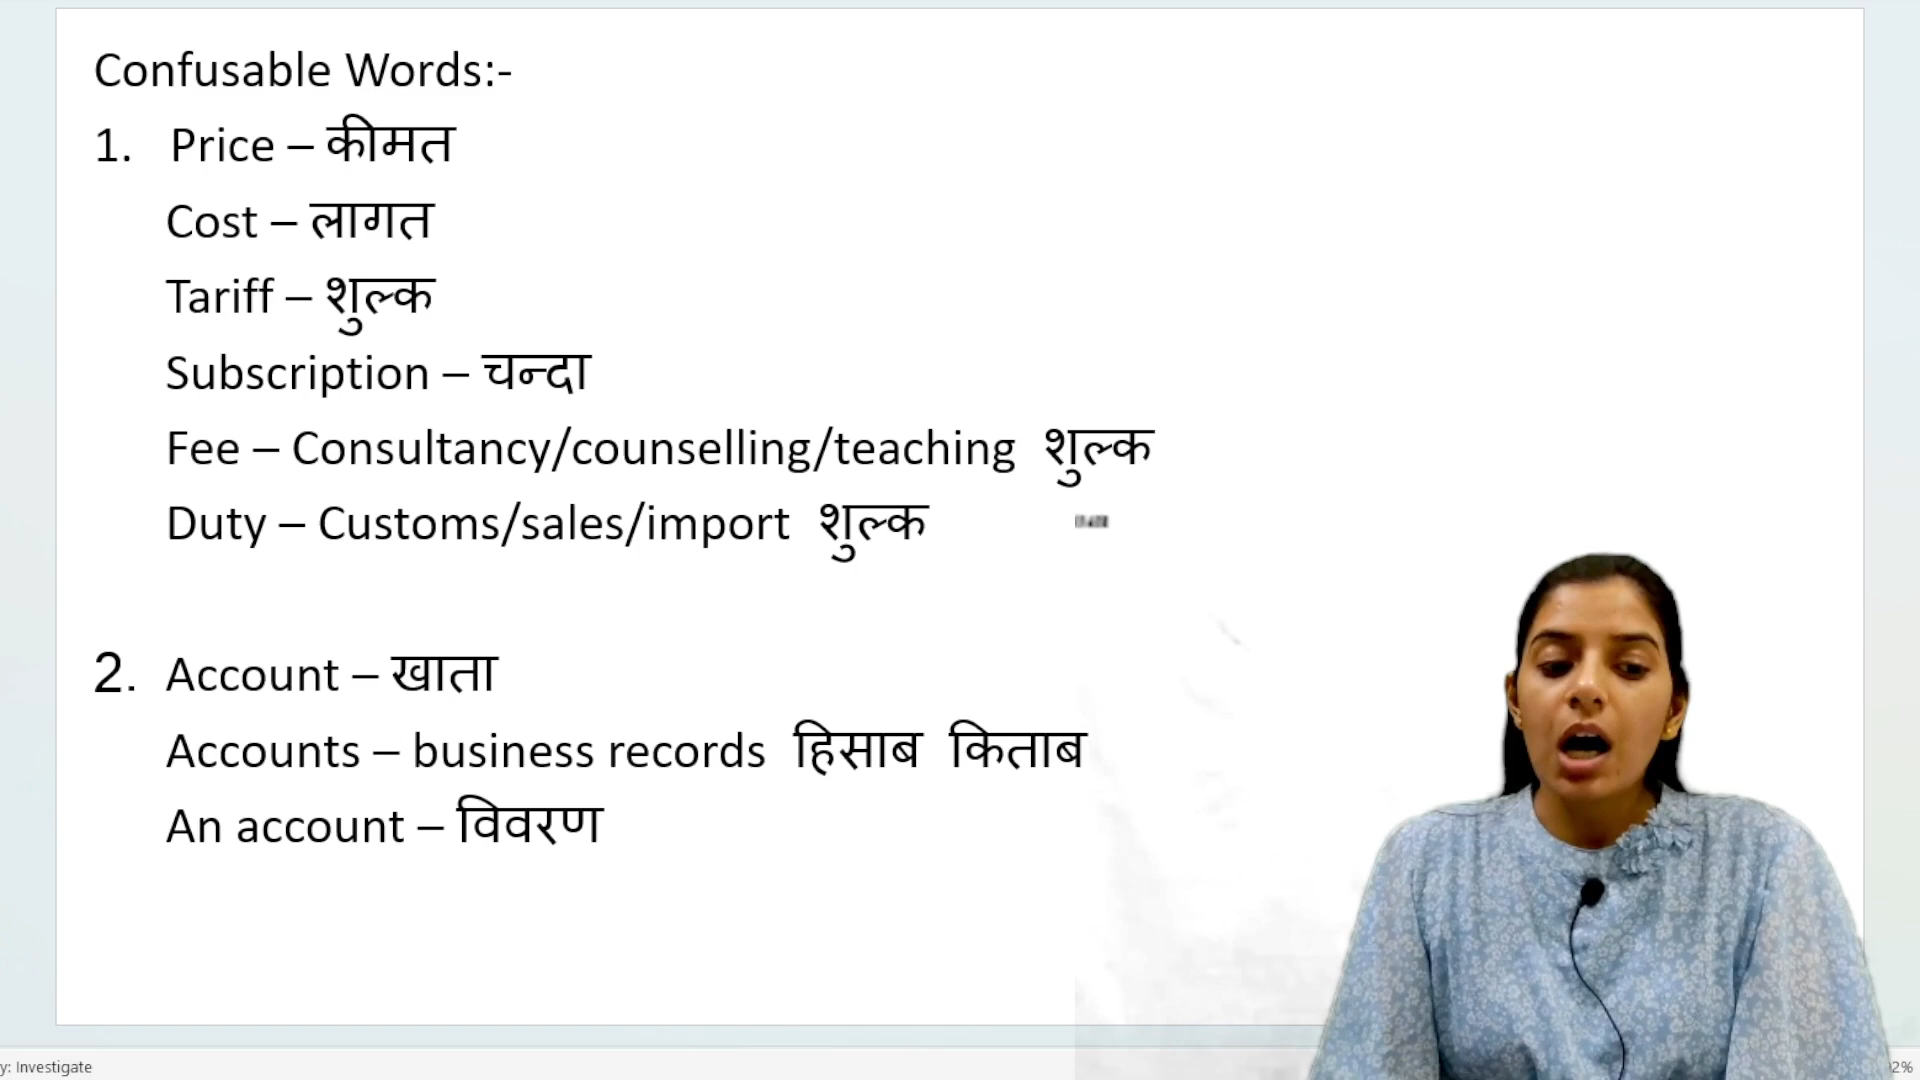 Confusable Words:-
1. Price – कीमत
Cost – लागत
Tariff – शुल्क
Subscription – चन्दा
Fee – Consultancy/counselling/teaching शुल्क
Duty – Customs/sales/import शुल्क
2. Account – खाता
Accounts – business records हिसाब किताब
An account – विवरण
y: Investigate
2%